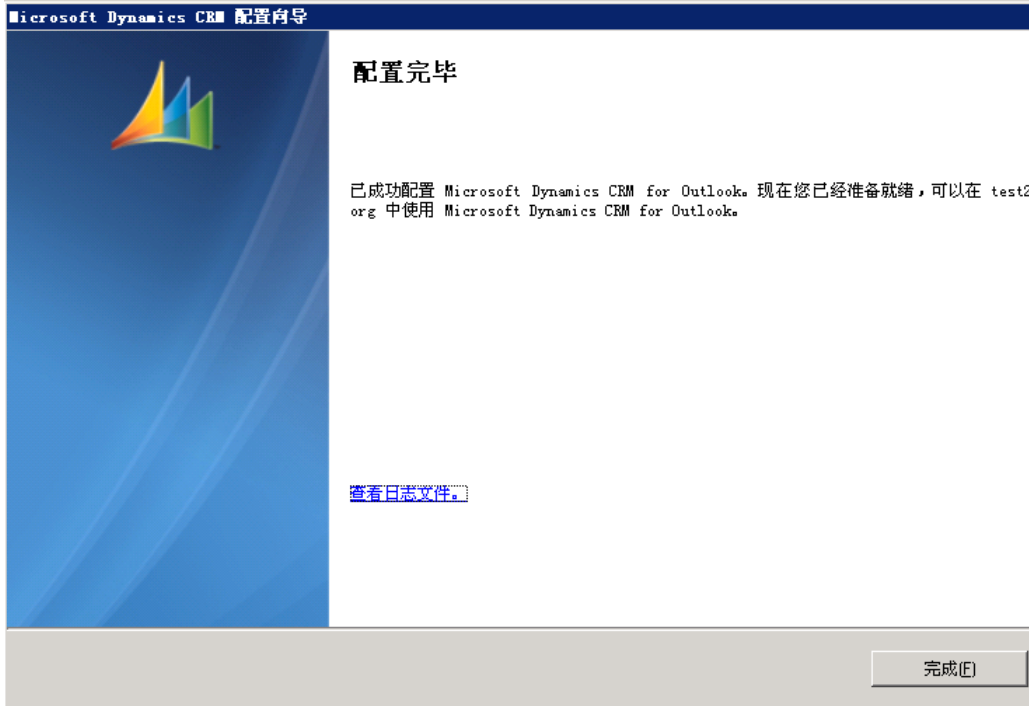 Microsoft Dynamics CRM 配置向导
配置完毕
已成功配置 Microsoft Dynamics CRM for Outlook。现在您已经准备就绪，可以在 test2
org 中使用 Microsoft Dynamics CRM for Outlook。
查看日志文件。
完成(F)